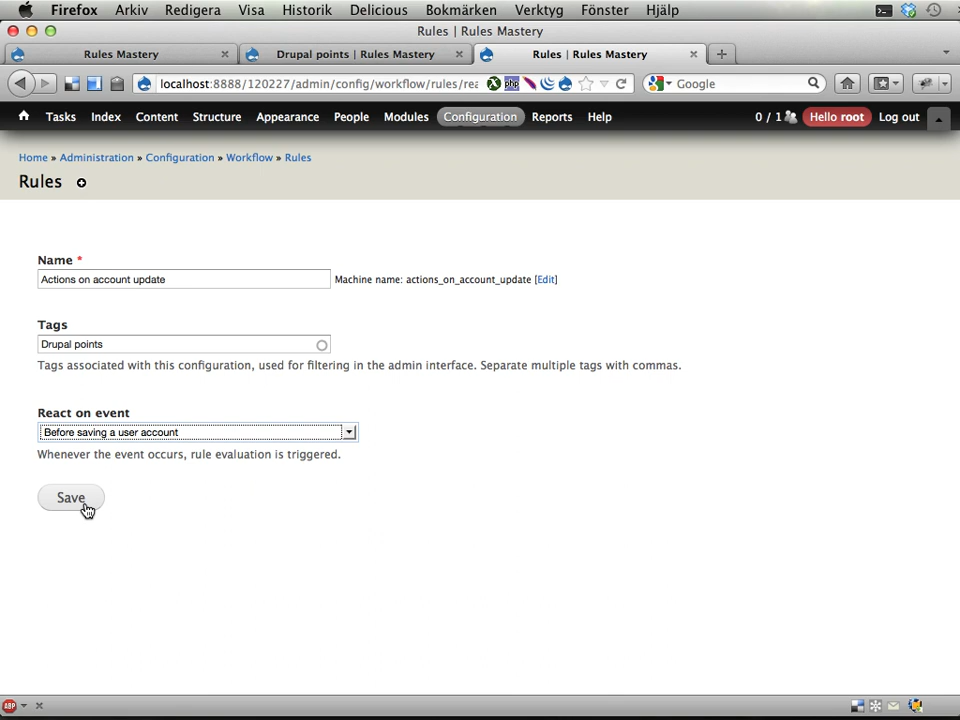 Firefox Arkiv Redigera Visa Historik Delicious Bokmärken Verktyg Fönster Hjälp
Rules | Rules Mastery
Rules Mastery Drupal points | Rules Mastery Rules | Rules Mastery
localhost:8888/120227/admin/config/workflow/rules/rea php Google
Tasks Index Content Structure Appearance People Modules Configuration Reports Help 0 / 1 Hello root Log out
Home » Administration » Configuration » Workflow » Rules
Rules
Name *
Actions on account update Machine name: actions_on_account_update [Edit]
Tags
Drupal points
Tags associated with this configuration, used for filtering in the admin interface. Separate multiple tags with commas.
React on event
Before saving a user account
Whenever the event occurs, rule evaluation is triggered.
Save
ABP